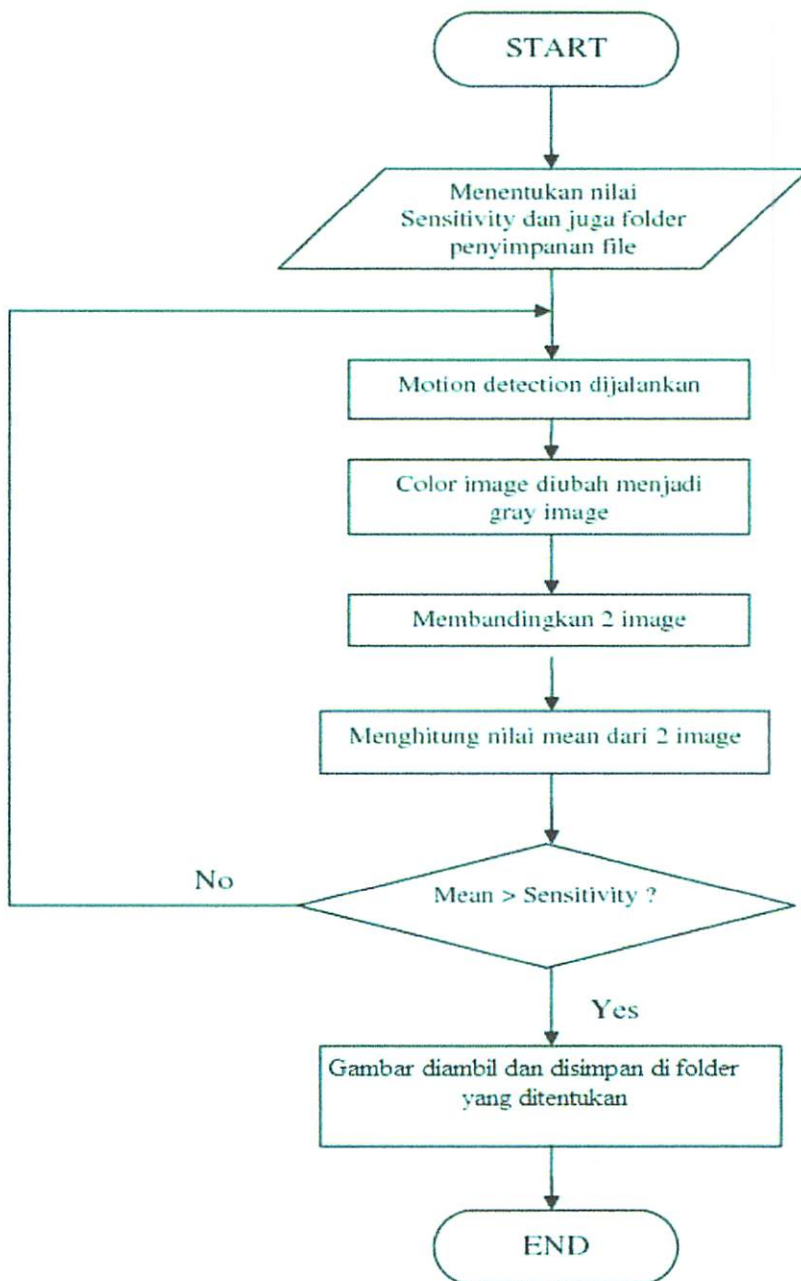 START
Menentukan nilai
Sensitivity dan juga folder
penyimpanan file
Motion detection dijalankan
Color image diubah menjadi
gray image
Membandingkan 2 image
Menghitung nilai mean dari 2 image
No
Mean > Sensitivity ?
Yes
Gambar diambil dan disimpan di folder
yang ditentukan
END